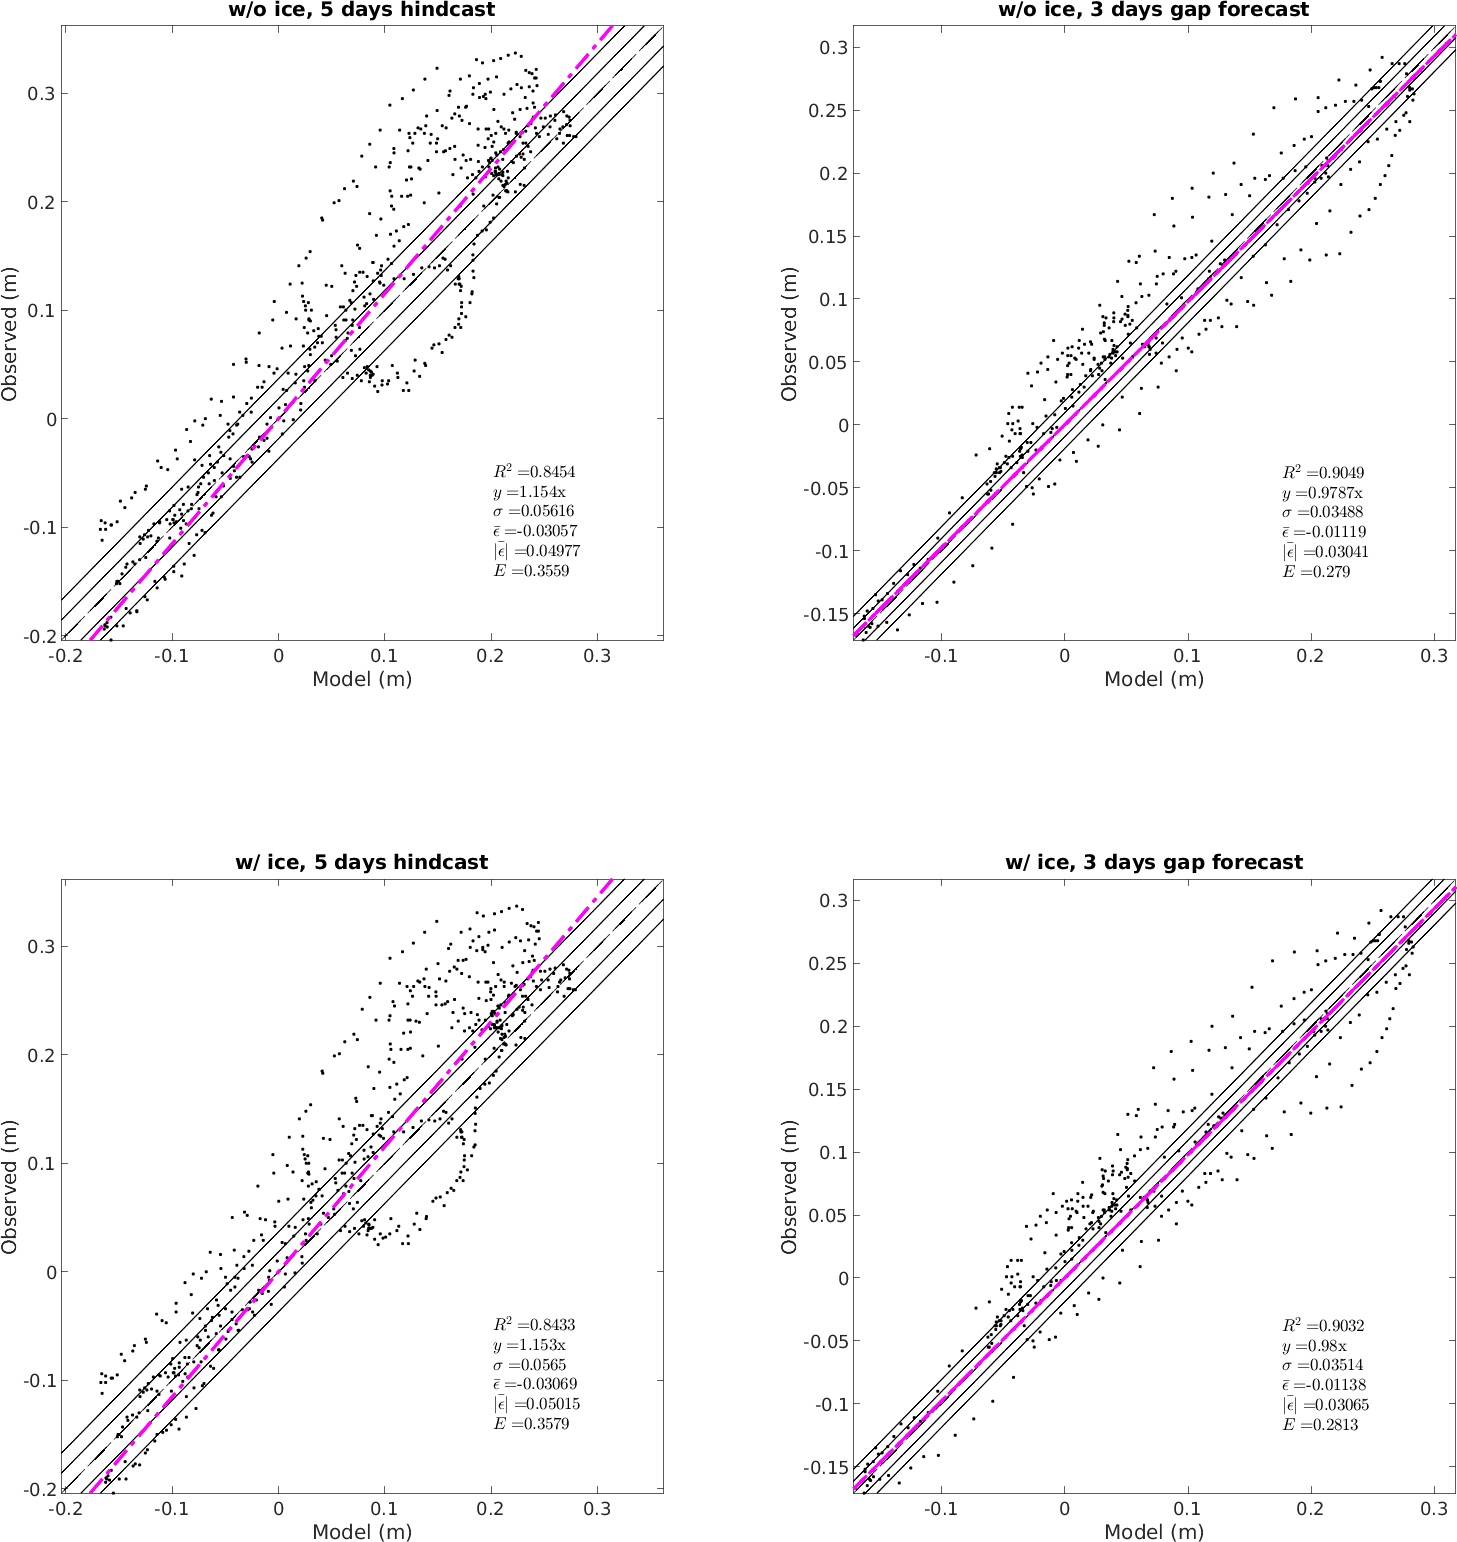 w/o ice, 5 days hindcast
0.3
0.2
0.1
0
-0.1
-0.2
Observed (m)
R² =0.8454
y =1.154x
σ =0.05616
ε̄ =-0.03057
|ε̄| =0.04977
E =0.3559
-0.2 -0.1 0 0.1 0.2 0.3
Model (m)
w/o ice, 3 days gap forecast
0.3
0.25
0.2
0.15
0.1
0.05
0
-0.05
-0.1
-0.15
Observed (m)
R² =0.9049
y =0.9787x
σ =0.03488
ε̄ =-0.01119
|ε̄| =0.03041
E =0.279
-0.1 0 0.1 0.2 0.3
Model (m)
w/ ice, 5 days hindcast
0.3
0.2
0.1
0
-0.1
-0.2
Observed (m)
R² =0.8433
y =1.153x
σ =0.0565
ε̄ =-0.03069
|ε̄| =0.05015
E =0.3579
-0.2 -0.1 0 0.1 0.2 0.3
Model (m)
w/ ice, 3 days gap forecast
0.3
0.25
0.2
0.15
0.1
0.05
0
-0.05
-0.1
-0.15
Observed (m)
R² =0.9032
y =0.98x
σ =0.03514
ε̄ =-0.01138
|ε̄| =0.03065
E =0.2813
-0.1 0 0.1 0.2 0.3
Model (m)